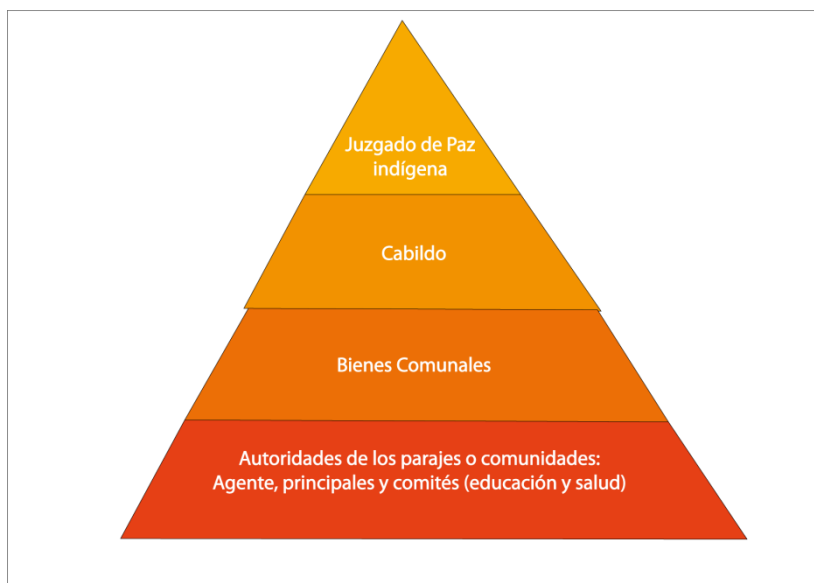 Juzgado de Paz
indígena
Cabildo
Bienes Comunales
Autoridades de los parajes o comunidades:
Agente, principales y comités (educación y salud)